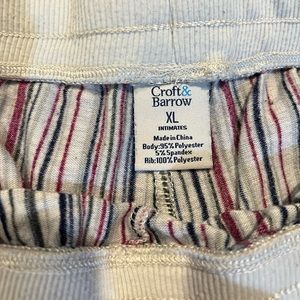 Croft&
Barrow
XL
INTIMATES
Made in China
Body: 95% Polyester
5% Spandex
Rib: 100% Polyester